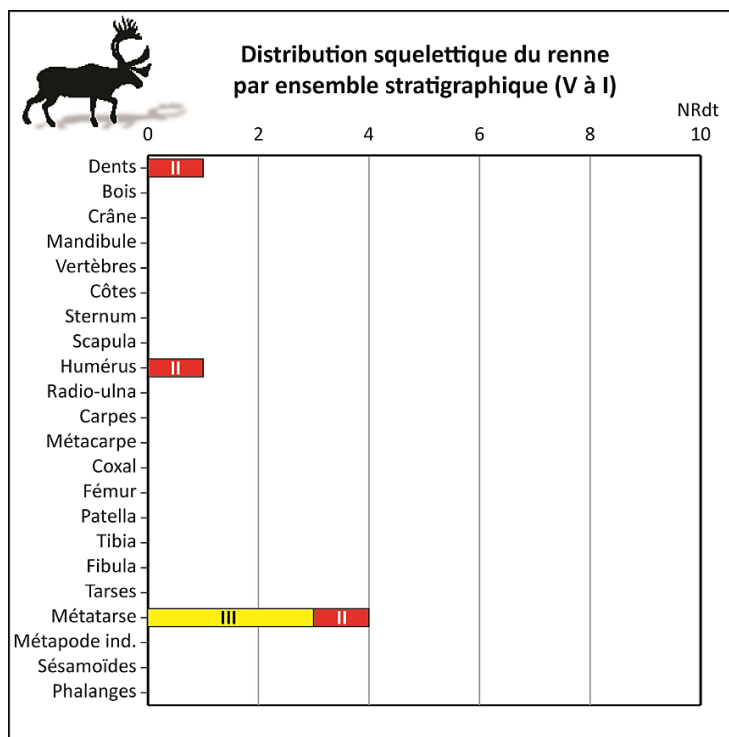 Distribution squelettique du renne
par ensemble stratigraphique (V à I)
NRdt
0 2 4 6 8 10
Dents II
Bois
Crâne
Mandibule
Vertèbres
Côtes
Sternum
Scapula
Humérus II
Radio-ulna
Carpes
Métacarpe
Coxal
Fémur
Patella
Tibia
Fibula
Tarses
Métatarse III II
Métapode ind.
Sésamoïdes
Phalanges